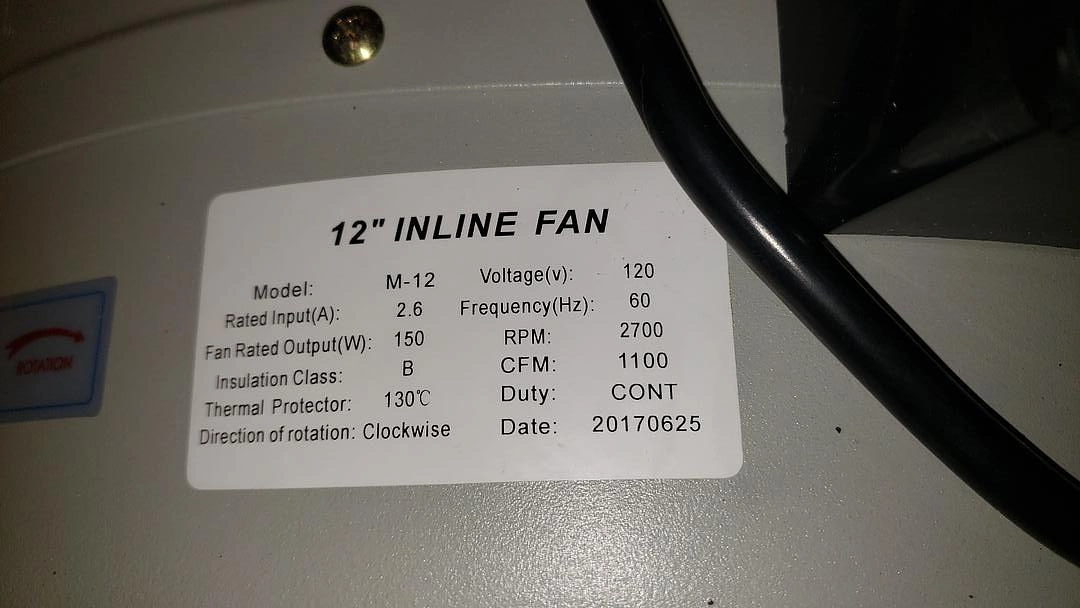 12" INLINE FAN
Model: M-12 Voltage(v): 120
Rated Input(A): 2.6 Frequency(Hz): 60
Fan Rated Output(W): 150 RPM: 2700
Insulation Class: B CFM: 1100
Thermal Protector: 130℃ Duty: CONT
Direction of rotation: Clockwise Date: 20170625
ROTATION